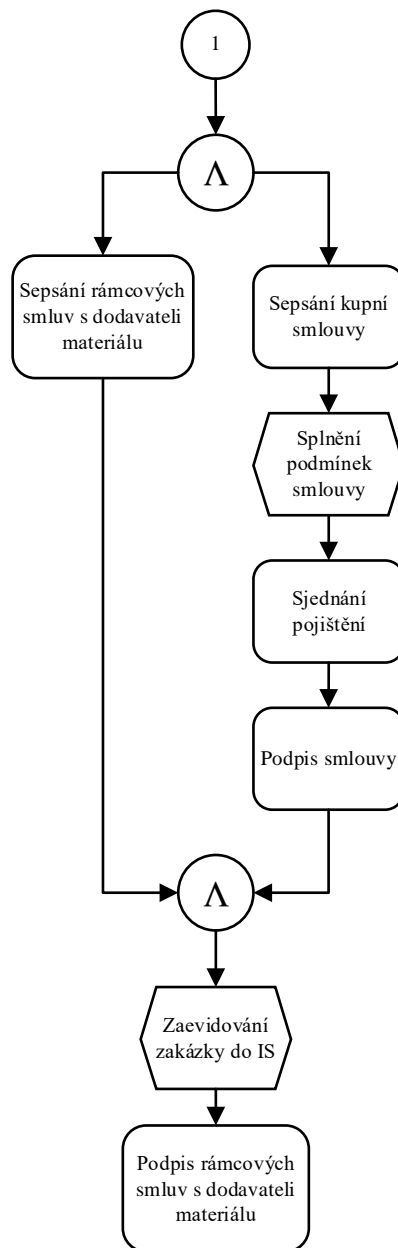 1
Λ
Sepsání rámcových
smluv s dodavateli
materiálu
Sepsání kupní
smlouvy
Splnění
podmínek
smlouvy
Sjednání
pojištění
Podpis smlouvy
Λ
Zaevidování
zakázky do IS
Podpis rámcových
smluv s dodavateli
materiálu